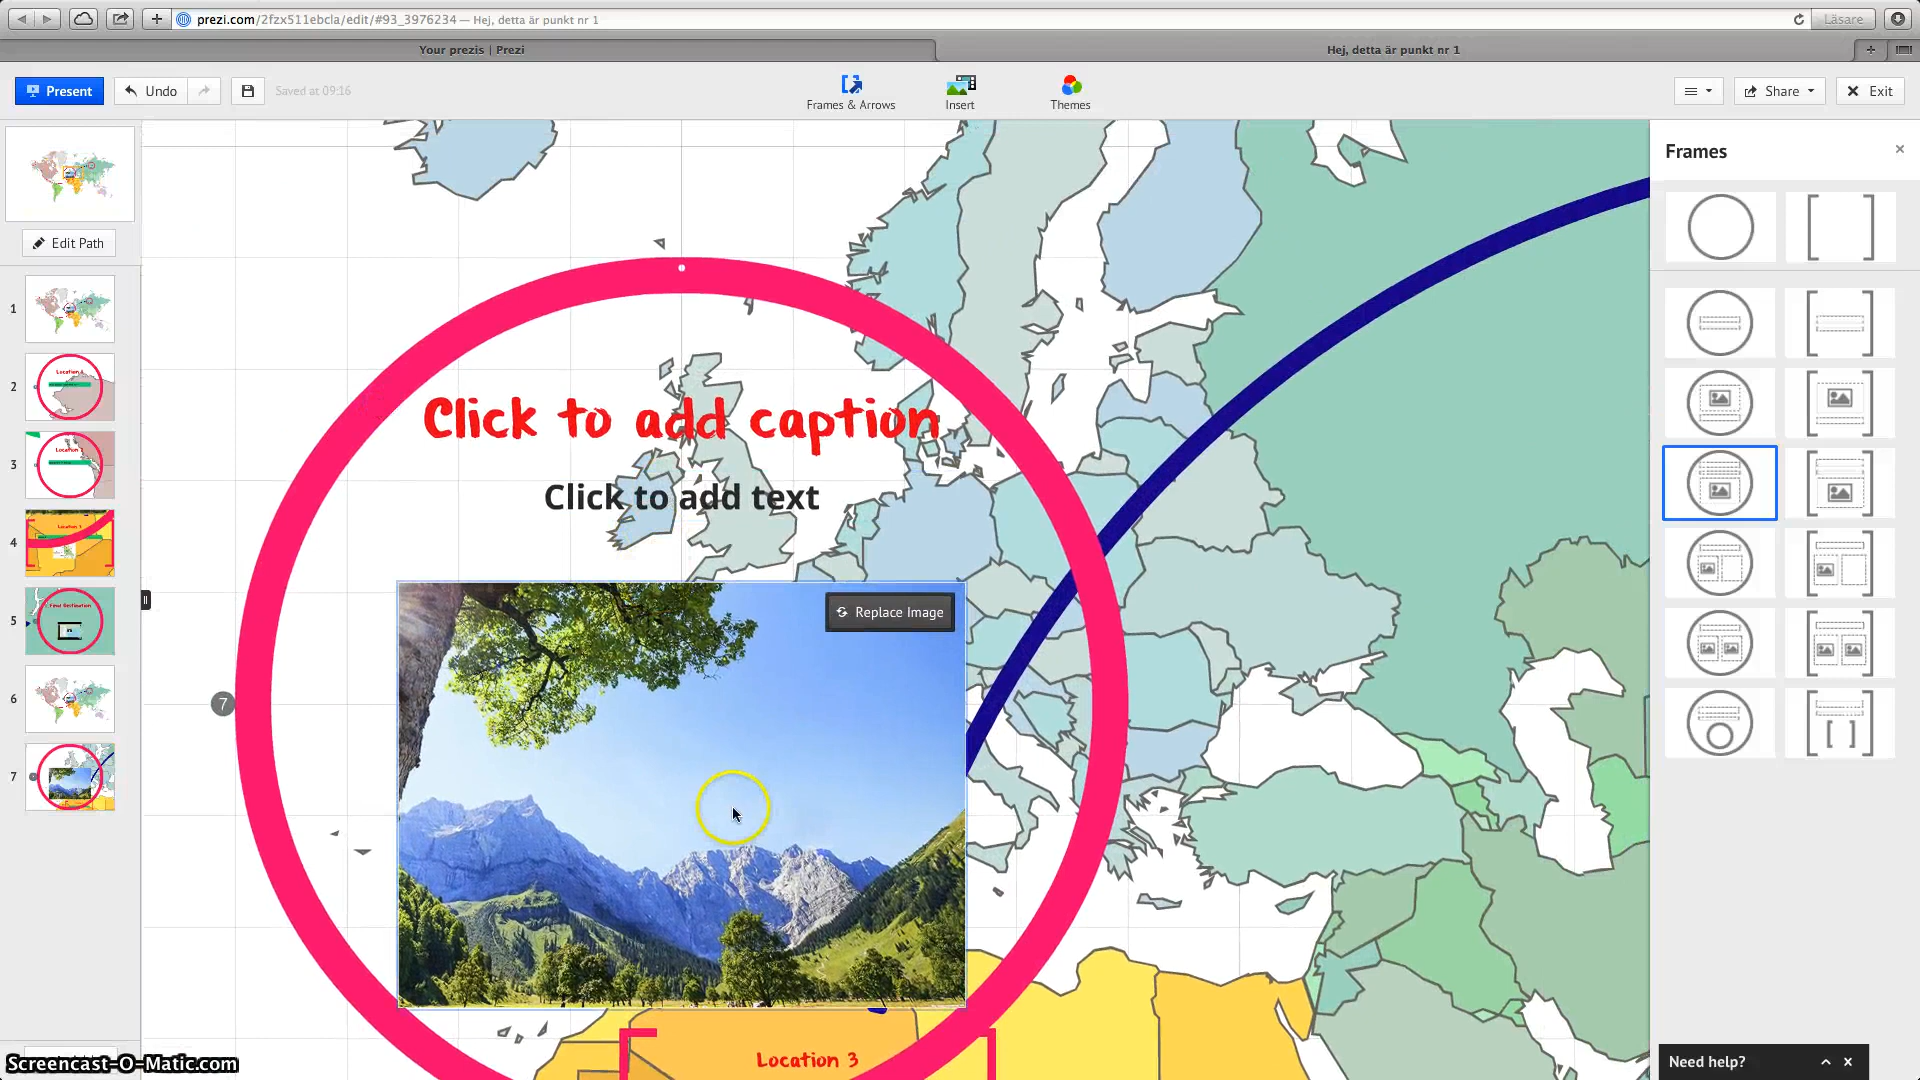 prezi.com/2fzx511ebcla/edit/#93_3976234 — Hej, detta är punkt nr 1
Läsare
Your prezis | Prezi
Hej, detta är punkt nr 1
Present
Undo
Saved at 09:16
Frames & Arrows
Insert
Themes
Share
Exit
Edit Path
Frames
1
2
3
4
5
6
7
Click to add caption
Click to add text
Replace Image
7
Location 3
Final Destination
Need help?
Screencast-O-Matic.com